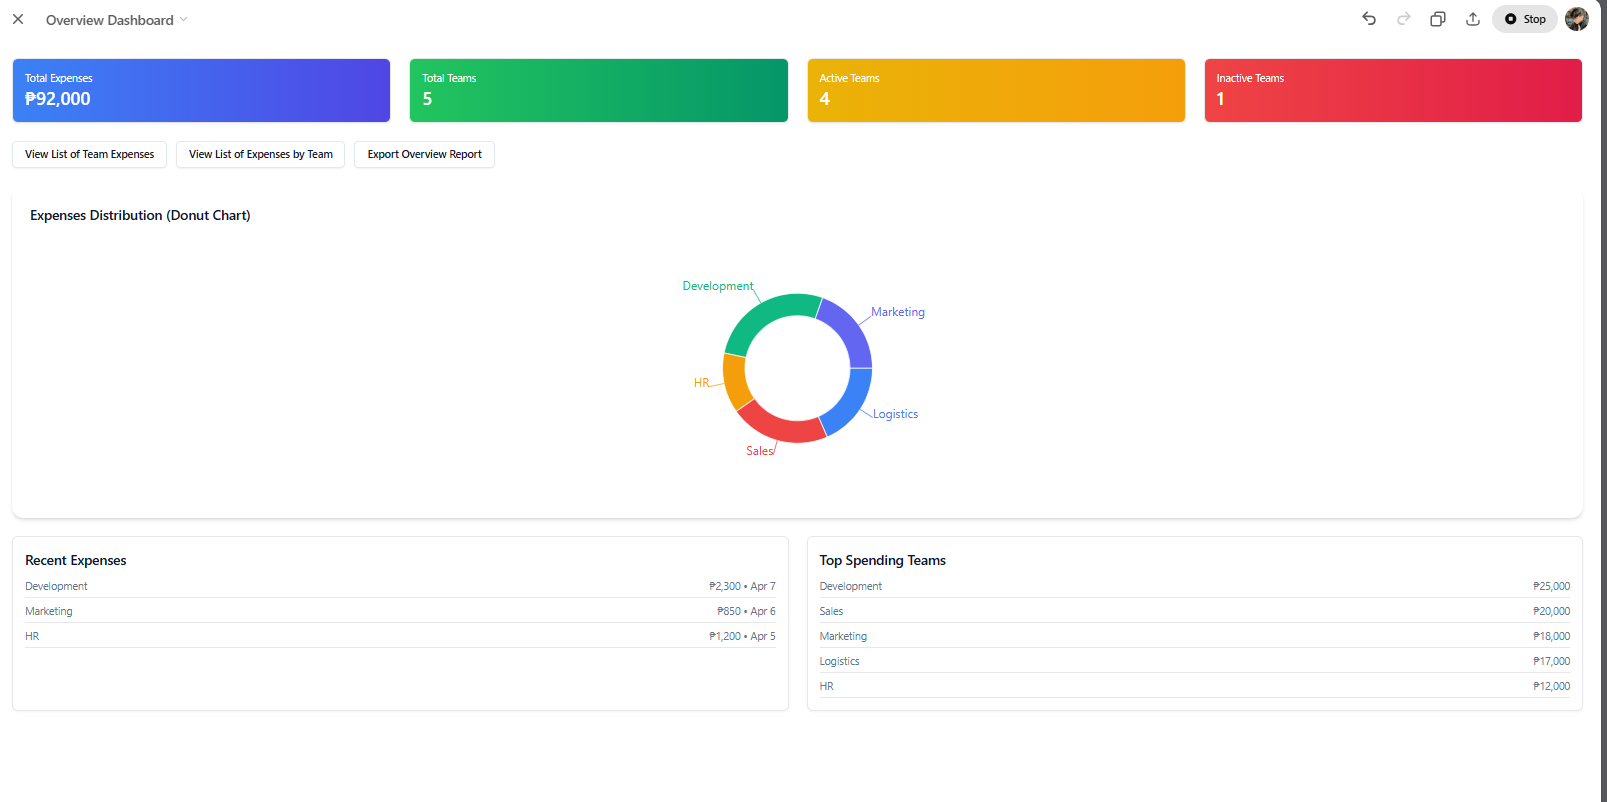 Overview Dashboard
Stop
Total Expenses
₱92,000
Total Teams
5
Active Teams
4
Inactive Teams
1
View List of Team Expenses
View List of Expenses by Team
Export Overview Report
Expenses Distribution (Donut Chart)
Development
Marketing
HR
Logistics
Sales
Recent Expenses
Development ₱2,300 • Apr 7
Marketing ₱850 • Apr 6
HR ₱1,200 • Apr 5
Top Spending Teams
Development ₱25,000
Sales ₱20,000
Marketing ₱18,000
Logistics ₱17,000
HR ₱12,000